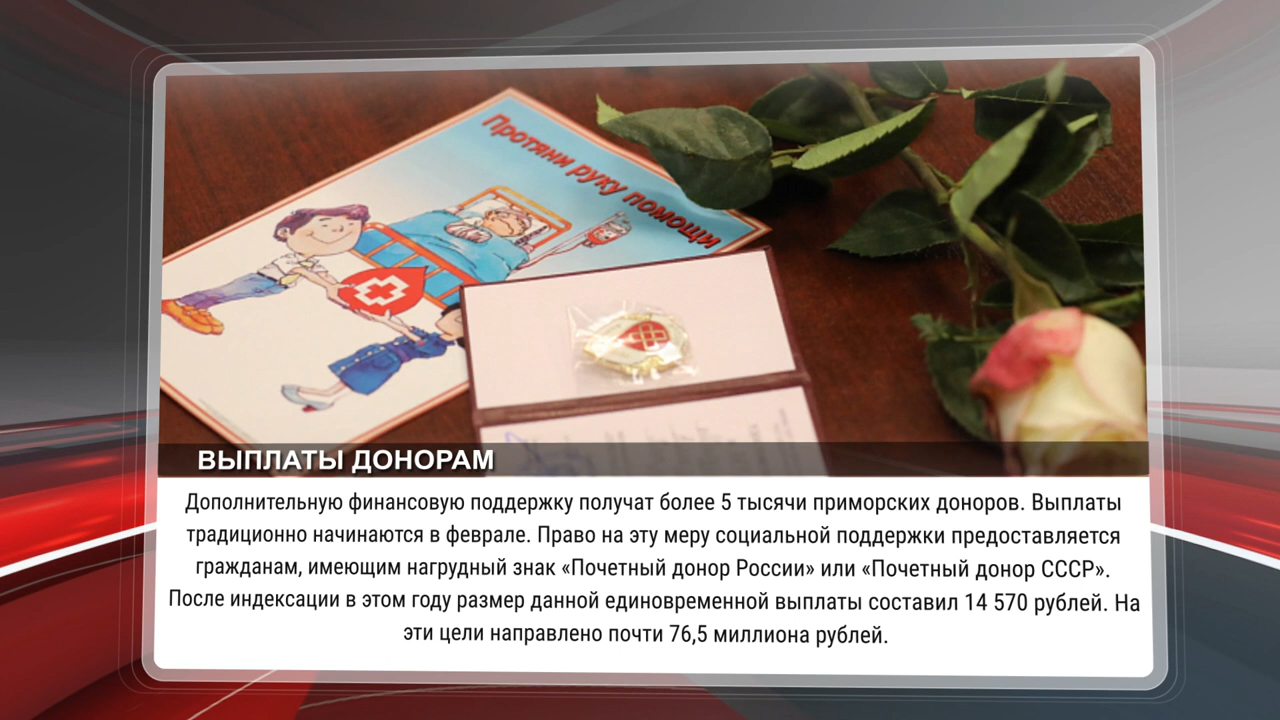 Протяни руку помощи
ВЫПЛАТЫ ДОНОРАМ
Дополнительную финансовую поддержку получат более 5 тысячи приморских доноров. Выплаты
традиционно начинаются в феврале. Право на эту меру социальной поддержки предоставляется
гражданам, имеющим нагрудный знак «Почетный донор России» или «Почетный донор СССР».
После индексации в этом году размер данной единовременной выплаты составил 14 570 рублей. На
эти цели направлено почти 76,5 миллиона рублей.